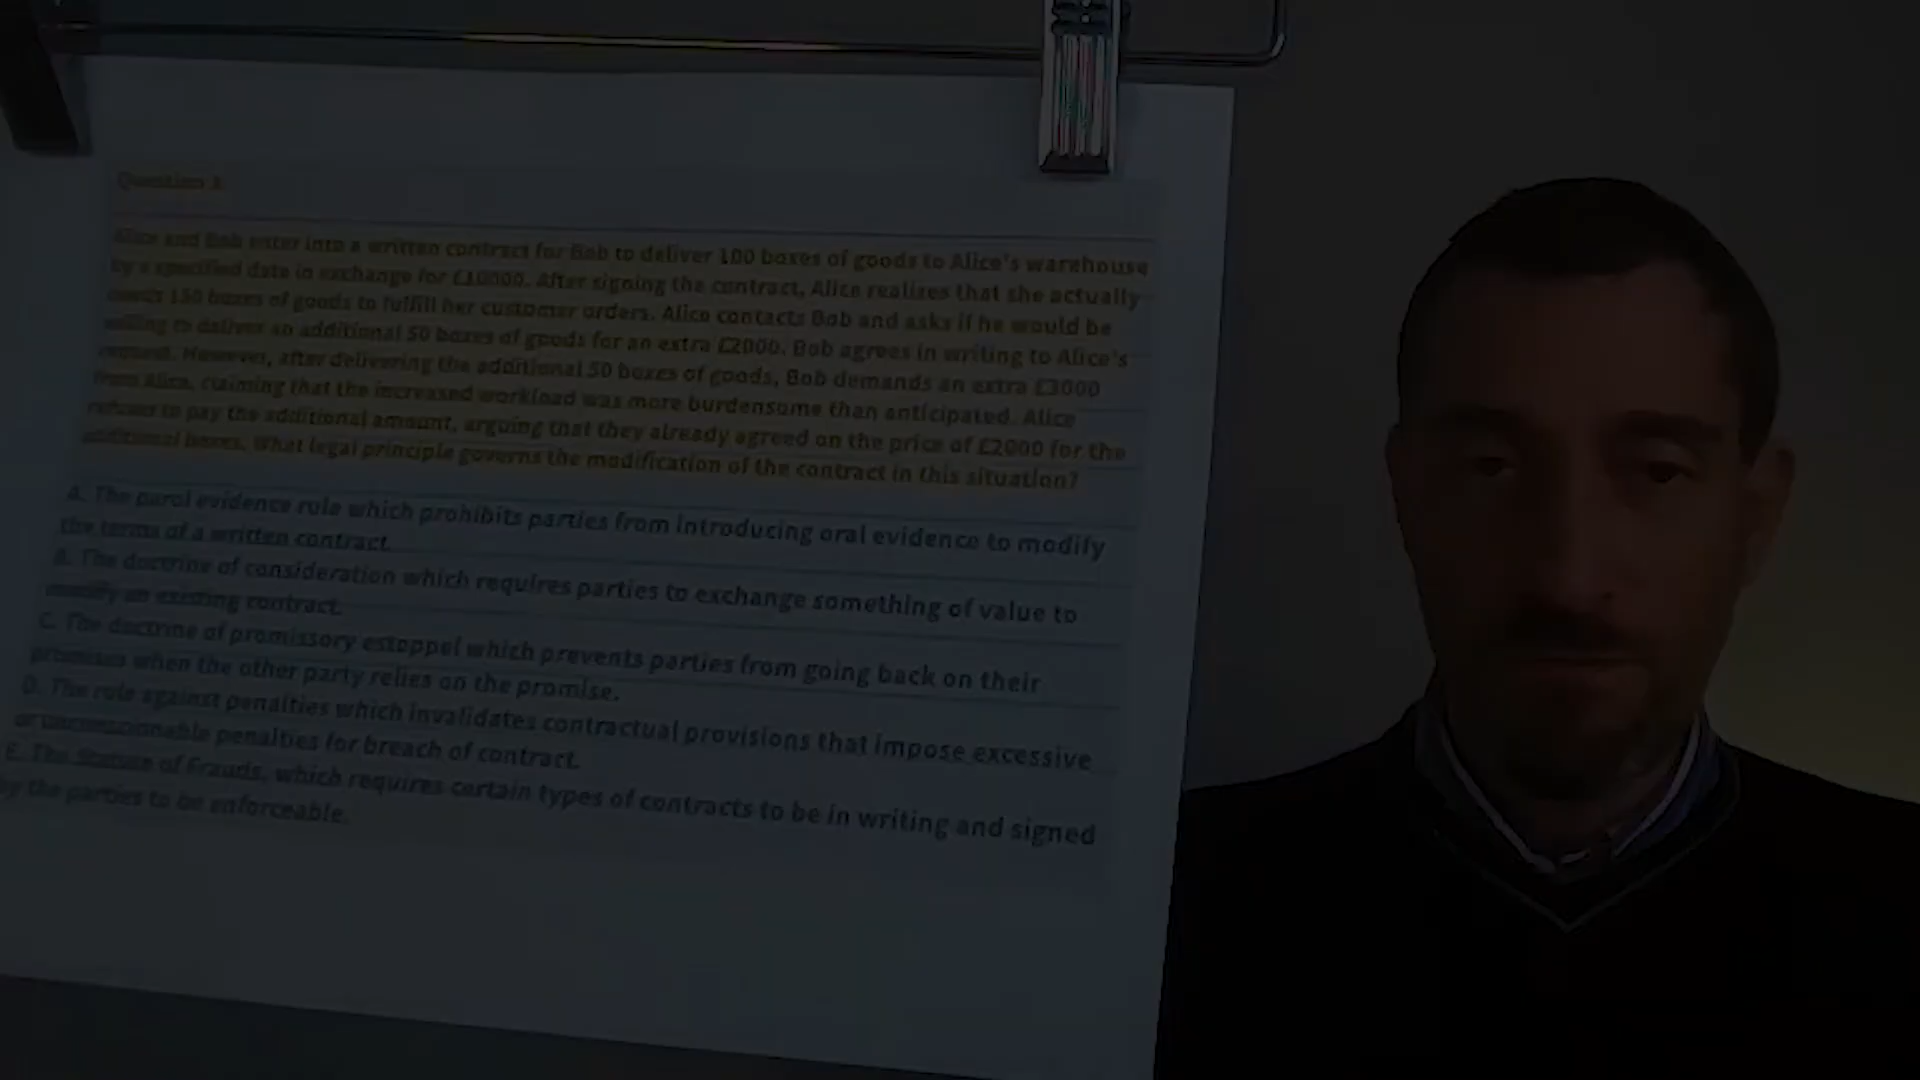 Question 3
Alice and Bob enter into a written contract for Bob to deliver 100 boxes of goods to Alice's warehouse
by a specified date in exchange for £10000. After signing the contract, Alice realizes that she actually
needs 150 boxes of goods to fulfill her customer orders. Alice contacts Bob and asks if he would be
willing to deliver an additional 50 boxes of goods for an extra £2000. Bob agrees in writing to Alice's
request. However, after delivering the additional 50 boxes of goods, Bob demands an extra £3000
from Alice, claiming that the increased workload was more burdensome than anticipated. Alice
refuses to pay the additional amount, arguing that they already agreed on the price of £2000 for the
additional boxes. What legal principle governs the modification of the contract in this situation?
A. The parol evidence rule which prohibits parties from introducing oral evidence to modify
the terms of a written contract.
B. The doctrine of consideration which requires parties to exchange something of value to
modify an existing contract.
C. The doctrine of promissory estoppel which prevents parties from going back on their
promises when the other party relies on the promise.
D. The rule against penalties which invalidates contractual provisions that impose excessive
or unconscionable penalties for breach of contract.
E. The Statute of Frauds, which requires certain types of contracts to be in writing and signed
by the parties to be enforceable.